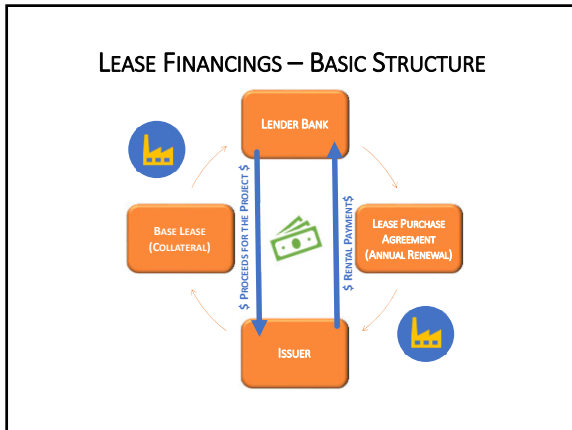 LEASE FINANCINGS – BASIC STRUCTURE
LENDER BANK
BASE LEASE
(COLLATERAL)
$ PROCEEDS FOR THE PROJECT $
$ RENTAL PAYMENT$
LEASE PURCHASE
AGREEMENT
(ANNUAL RENEWAL)
ISSUER